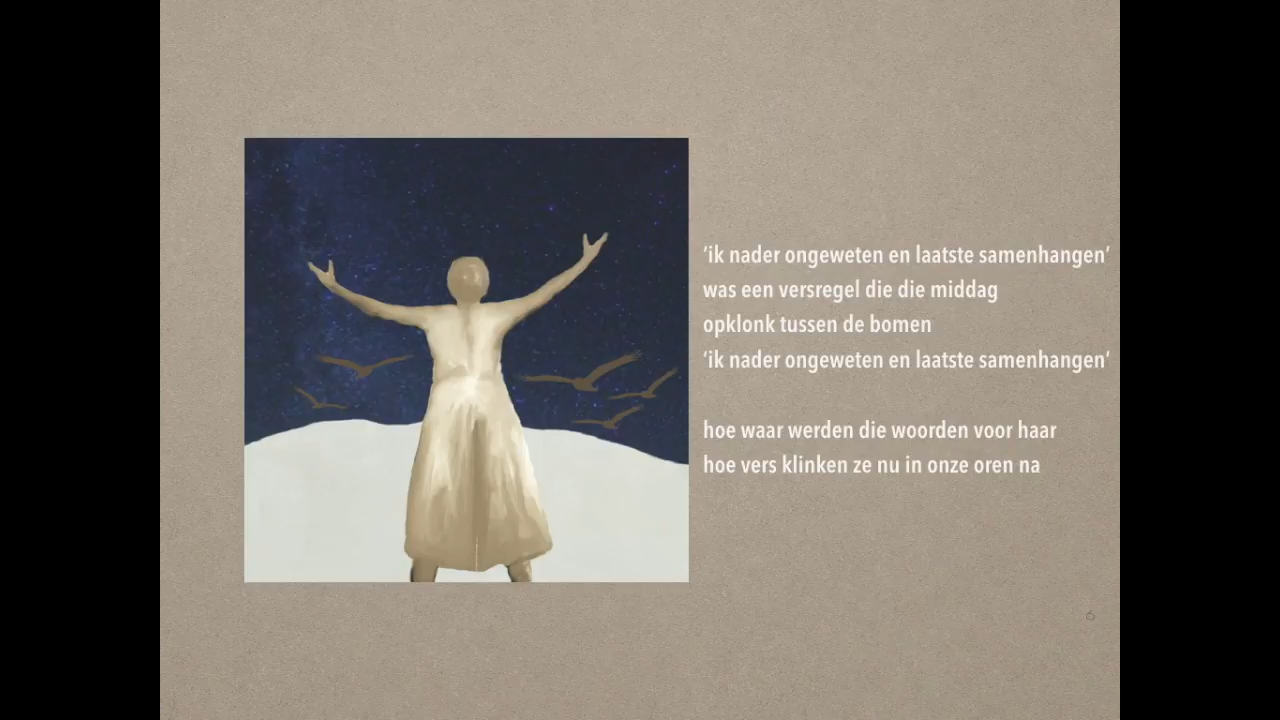 ‘ik nader ongeweten en laatste samenhangen’
was een versregel die die middag
opklonk tussen de bomen
‘ik nader ongeweten en laatste samenhangen’
hoe waar werden die woorden voor haar
hoe vers klinken ze nu in onze oren na
6